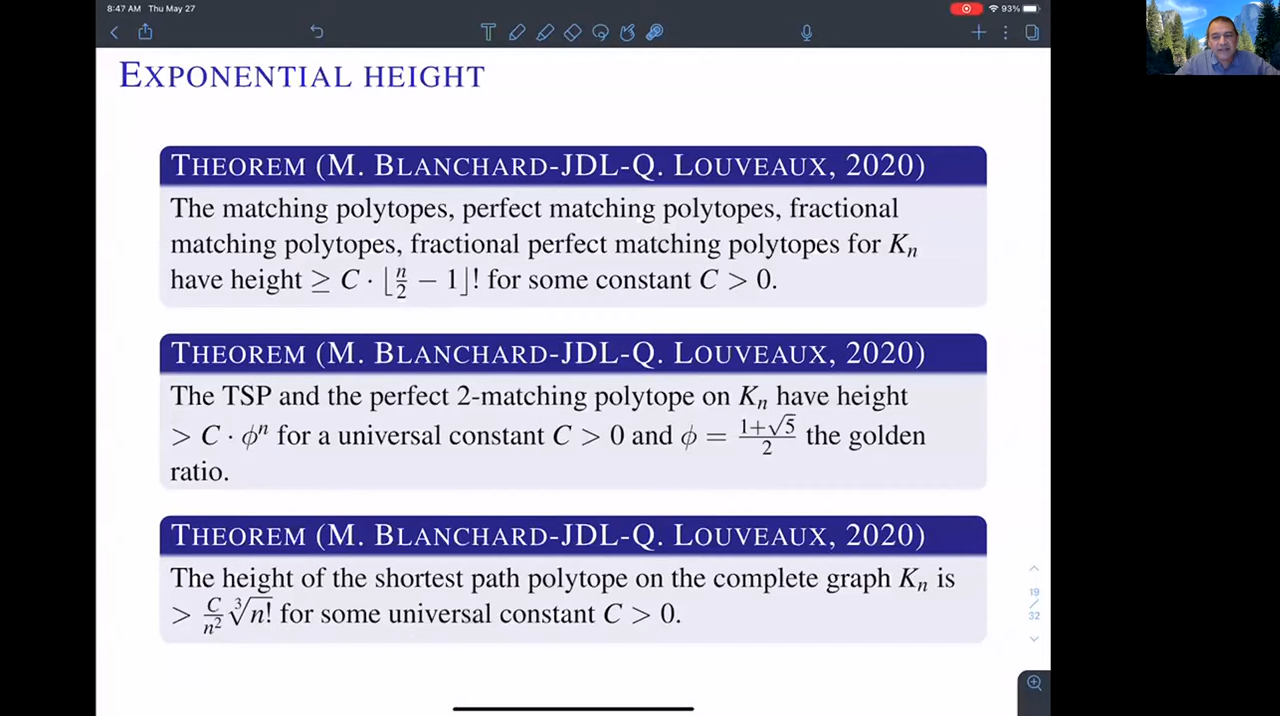 8:47 AM Thu May 27
93%
EXPONENTIAL HEIGHT
THEOREM (M. BLANCHARD-JDL-Q. LOUVEAUX, 2020)
The matching polytopes, perfect matching polytopes, fractional
matching polytopes, fractional perfect matching polytopes for Kₙ
have height ≥ C · ⌊n/2 − 1⌋! for some constant C > 0.
THEOREM (M. BLANCHARD-JDL-Q. LOUVEAUX, 2020)
The TSP and the perfect 2-matching polytope on Kₙ have height
> C · ϕⁿ for a universal constant C > 0 and ϕ = (1+√5)/2 the golden
ratio.
THEOREM (M. BLANCHARD-JDL-Q. LOUVEAUX, 2020)
The height of the shortest path polytope on the complete graph Kₙ is
> C/n² ∛n! for some universal constant C > 0.
19
/
32